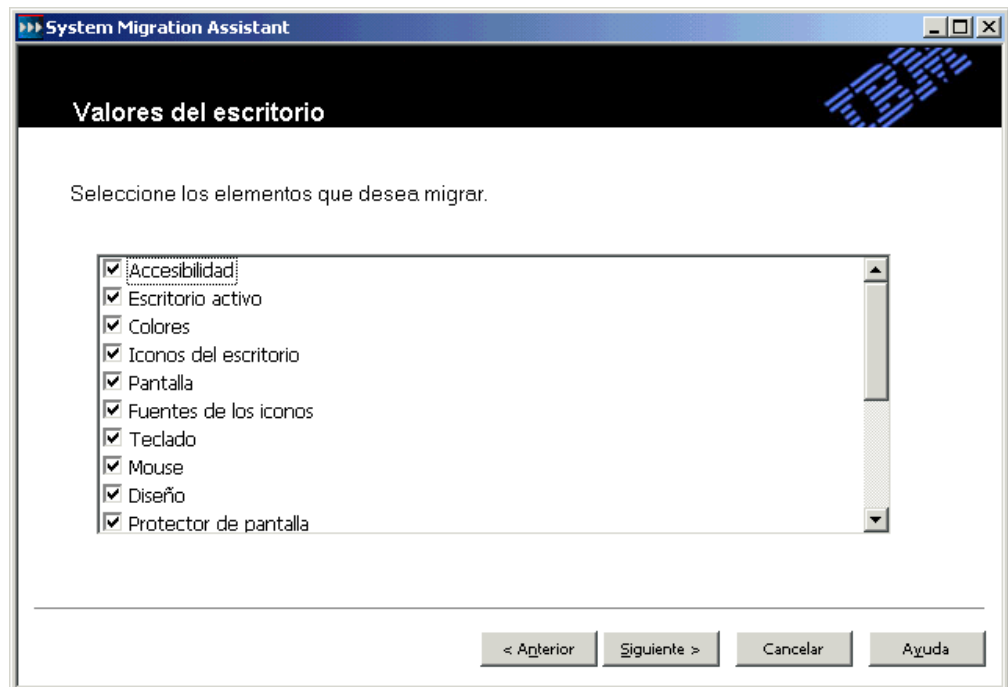 System Migration Assistant
IBM
Valores del escritorio
Seleccione los elementos que desea migrar.
Accesibilidad
Escritorio activo
Colores
Iconos del escritorio
Pantalla
Fuentes de los iconos
Teclado
Mouse
Diseño
Protector de pantalla
< Anterior Siguiente > Cancelar Ayuda